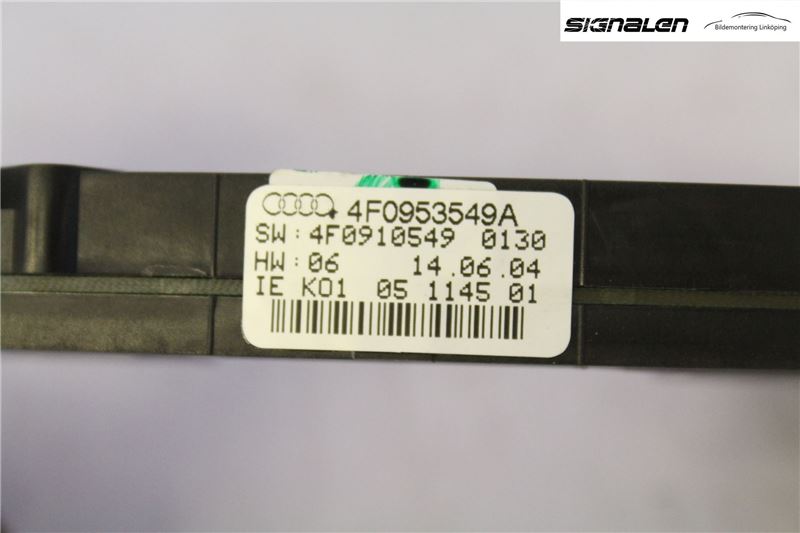 SIGNALEN
Bildemontering Linköping
4F0953549A
SW: 4F0910549 0130
HW: 06 14.06.04
IE K01 05 1145 01